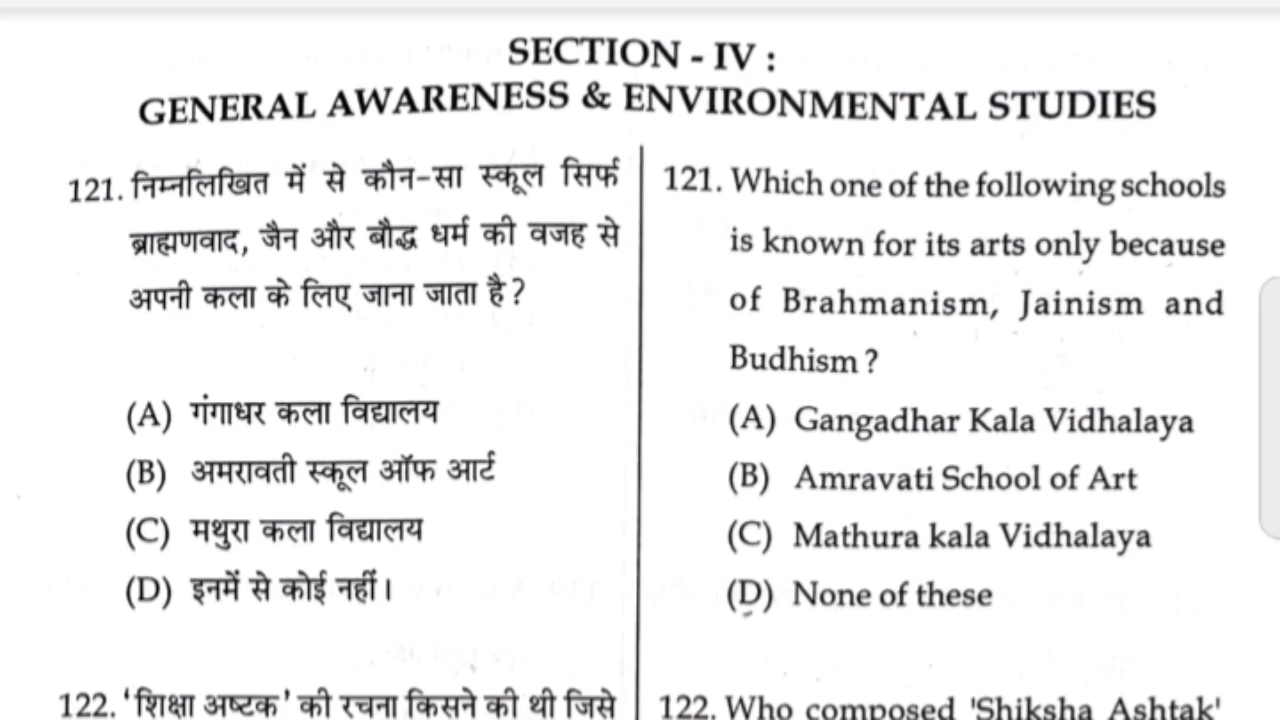 SECTION - IV :
GENERAL AWARENESS & ENVIRONMENTAL STUDIES
121. निम्नलिखित में से कौन-सा स्कूल सिर्फ
ब्राह्मणवाद, जैन और बौद्ध धर्म की वजह से
अपनी कला के लिए जाना जाता है ?
(A) गंगाधर कला विद्यालय
(B) अमरावती स्कूल ऑफ आर्ट
(C) मथुरा कला विद्यालय
(D) इनमें से कोई नहीं।
122. 'शिक्षा अष्टक' की रचना किसने की थी जिसे
121. Which one of the following schools
is known for its arts only because
of Brahmanism, Jainism and
Budhism ?
(A) Gangadhar Kala Vidhalaya
(B) Amravati School of Art
(C) Mathura kala Vidhalaya
(D) None of these
122. Who composed 'Shiksha Ashtak'